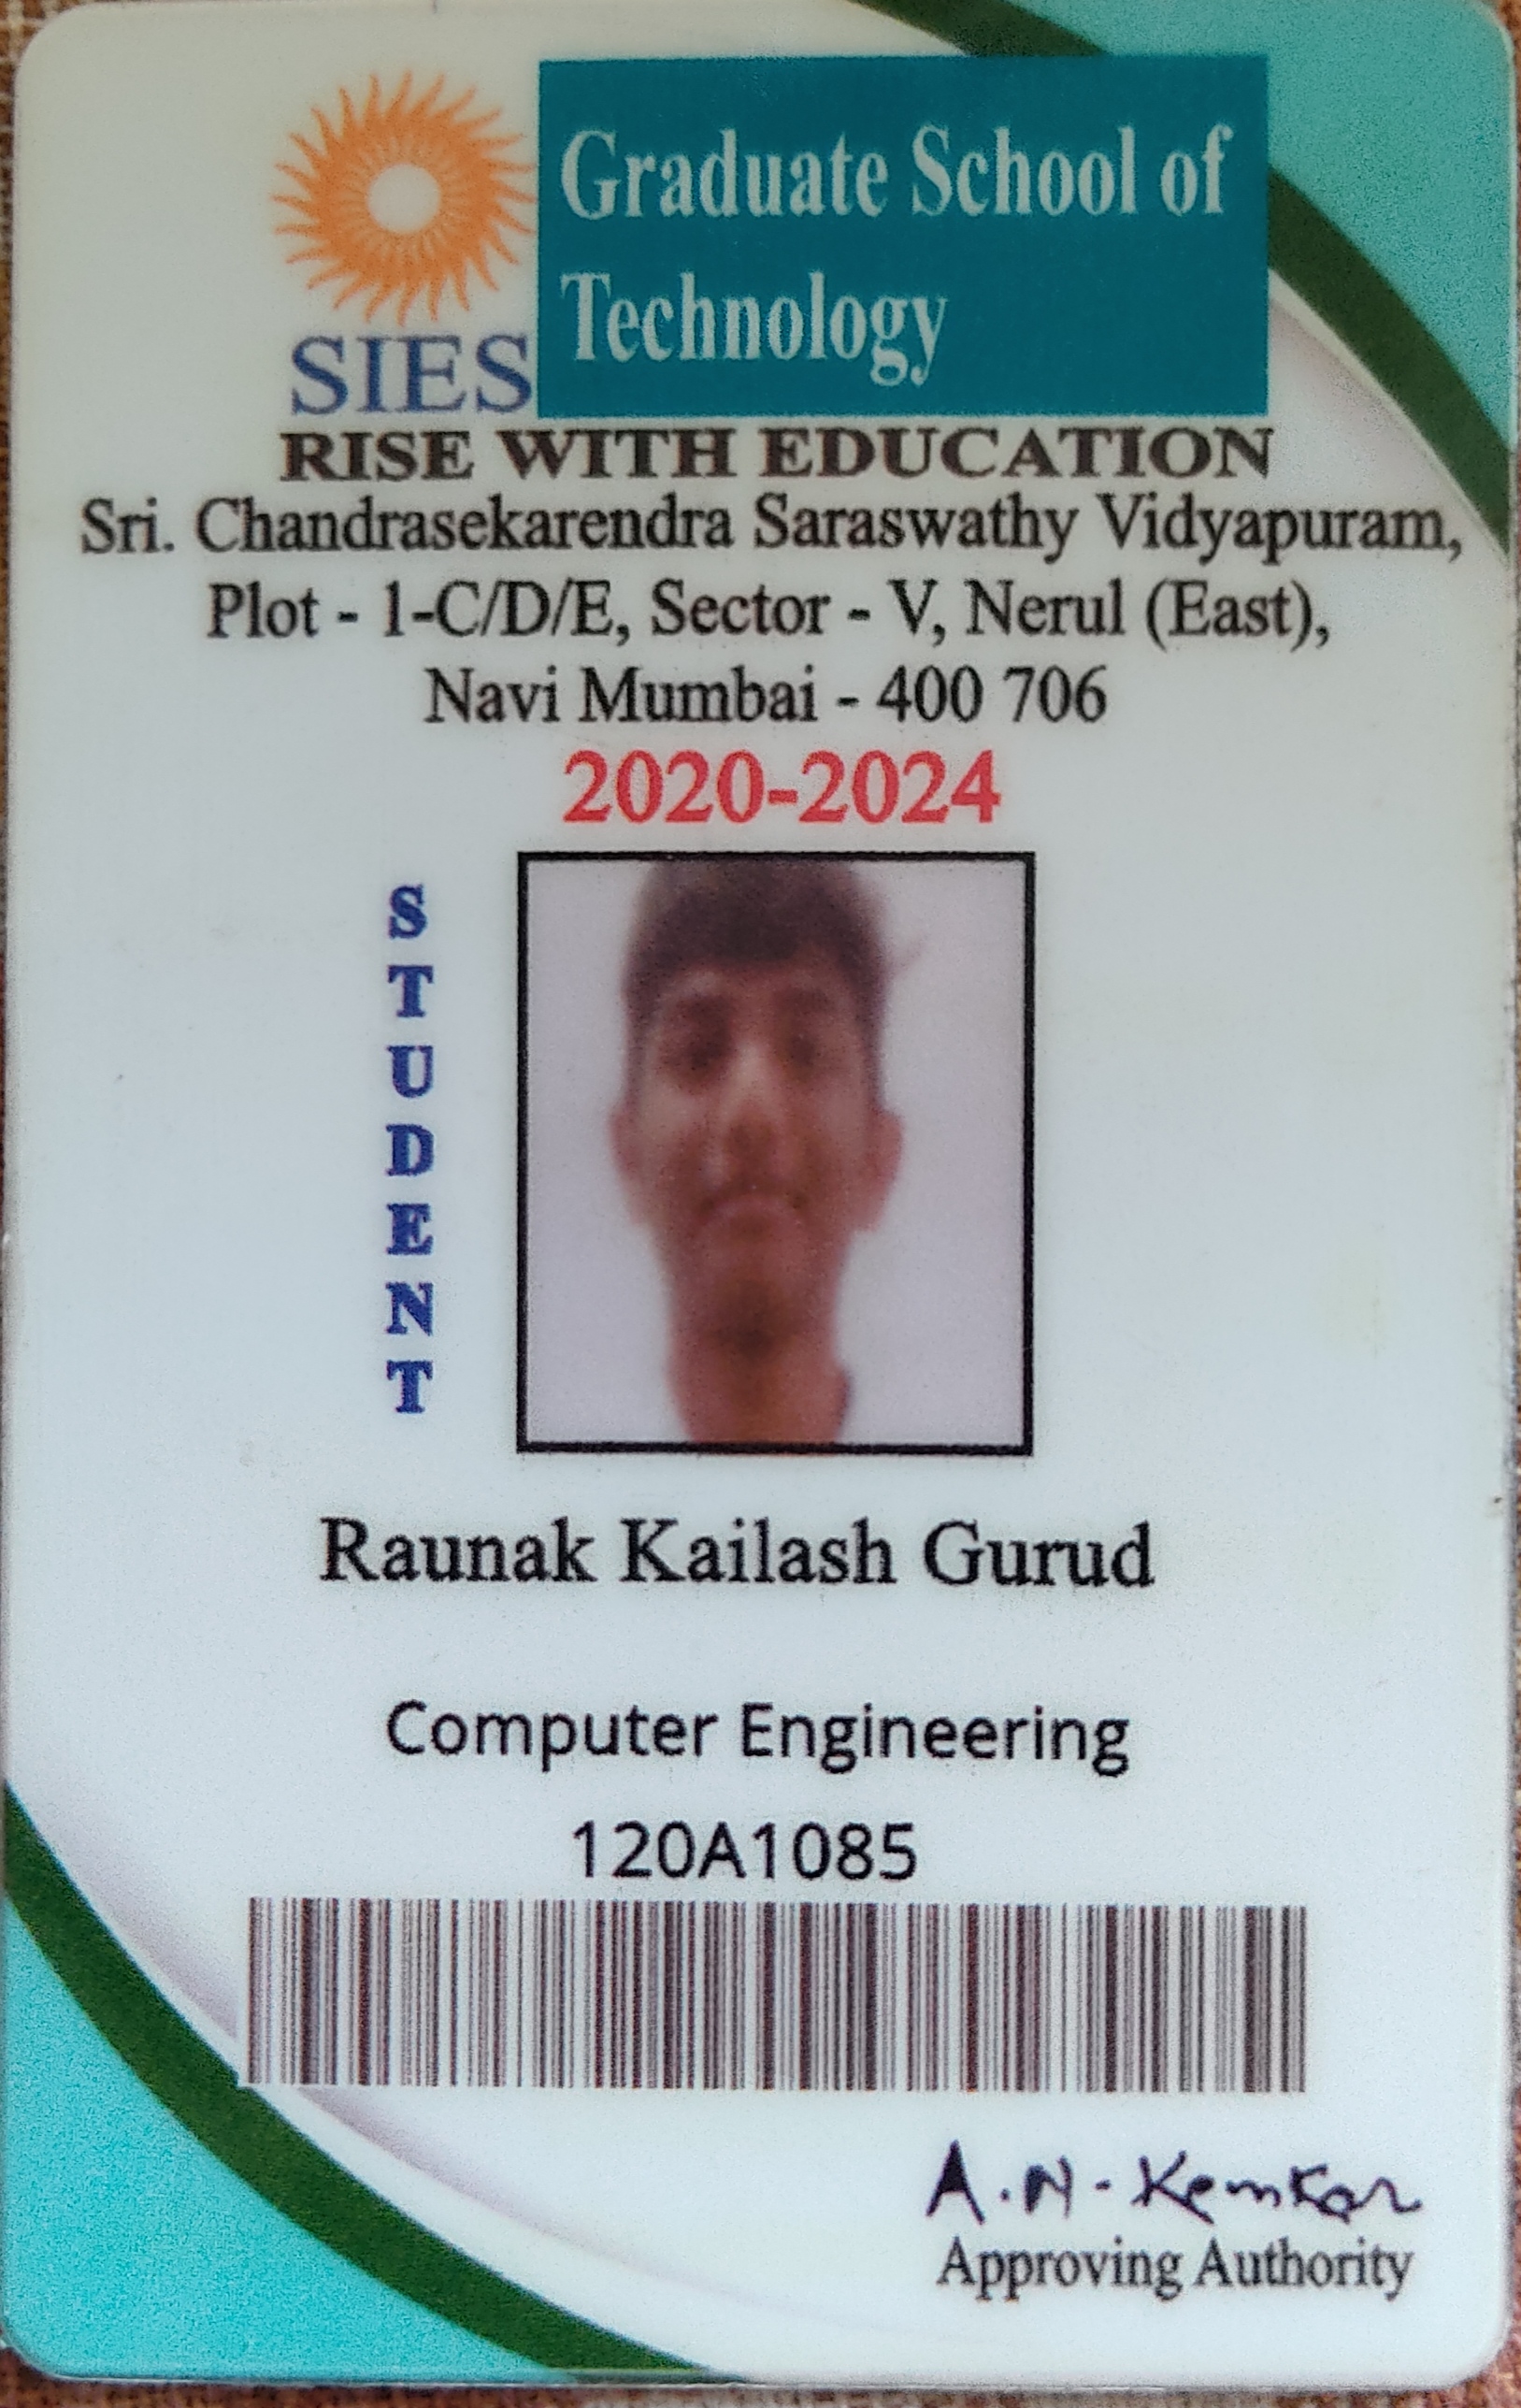 Graduate School of
Technology
SIES
RISE WITH EDUCATION
Sri. Chandrasekarendra Saraswathy Vidyapuram,
Plot - 1-C/D/E, Sector - V, Nerul (East),
Navi Mumbai - 400 706
2020-2024
STUDENT
Raunak Kailash Gurud
Computer Engineering
120A1085
A.N. Kemkar
Approving Authority